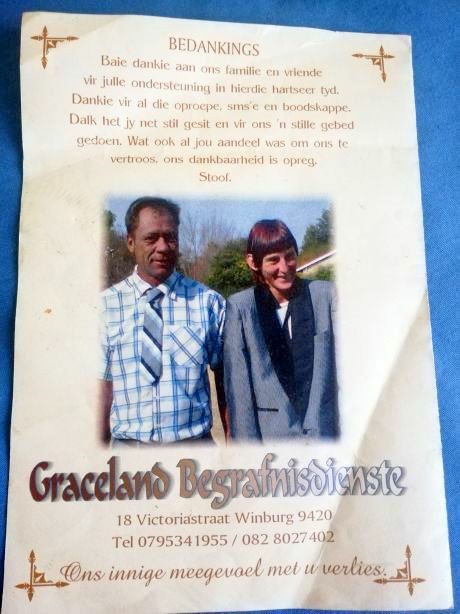 BEDANKINGS
Baie dankie aan ons familie en vriende
vir julle ondersteuning in hierdie hartseer tyd.
Dankie vir al die oproepe, sms'e en boodskappe.
Dalk het jy net stil gesit en vir ons 'n stille gebed
gedoen. Wat ook al jou aandeel was om ons te
vertroos, ons dankbaarheid is opreg.
Stoof.
Graceland Begrafnisdienste
18 Victoriastraat Winburg 9420
Tel 0795341955 / 082 8027402
Ons innige meegevoel met u verlies.